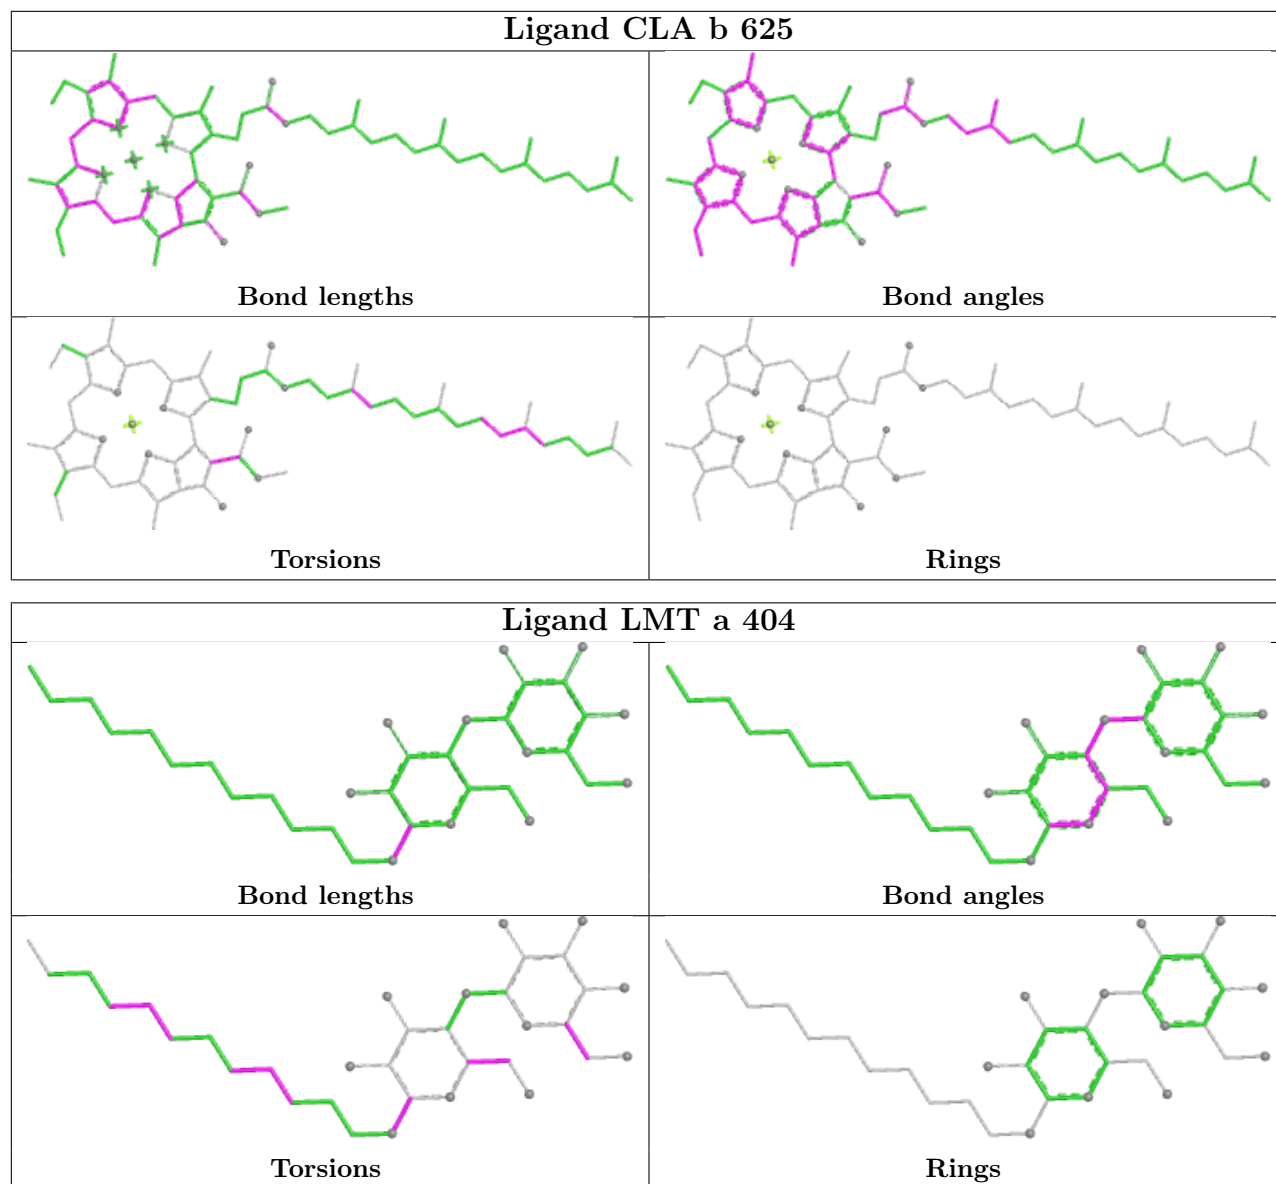 Ligand CLA b 625
Bond lengths
Bond angles
Torsions
Rings
Ligand LMT a 404
Bond lengths
Bond angles
Torsions
Rings